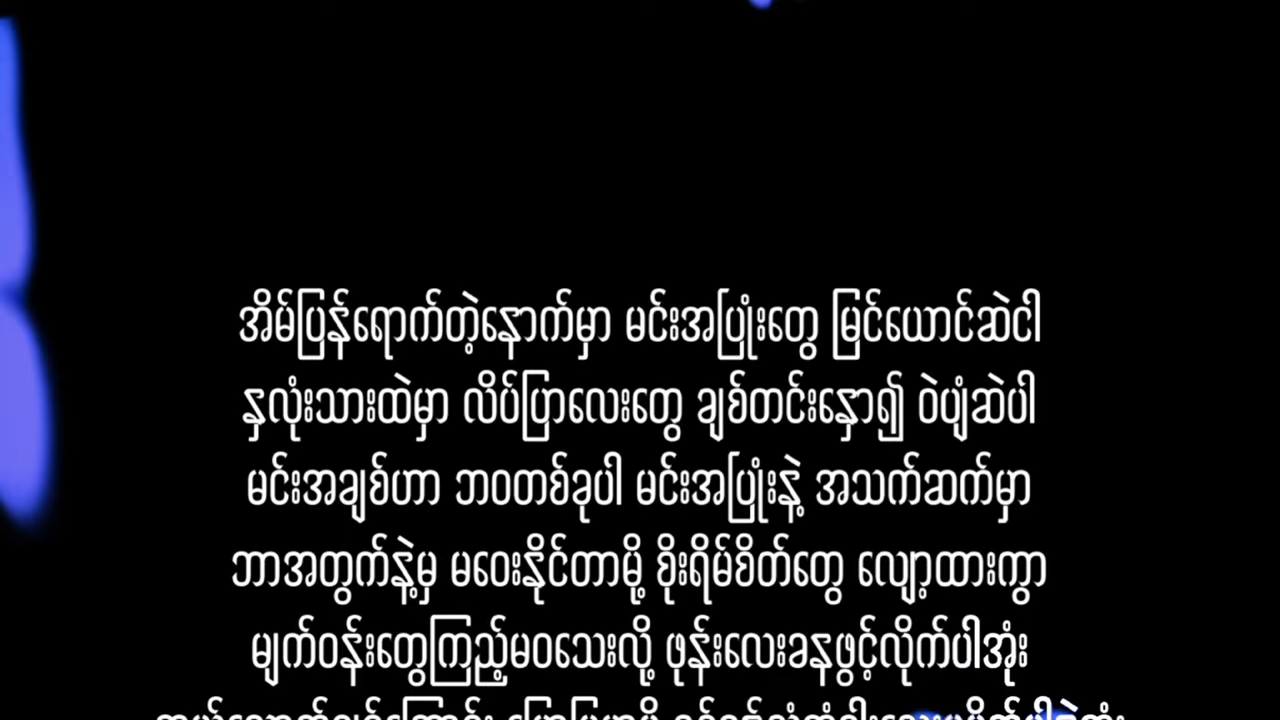 အိမ်ပြန်ရောက်တဲ့နောက်မှာ မင်းအပြုံးတွေ မြင်ယောင်ဆဲငါ
နှလုံးသားထဲမှာ လိပ်ပြာလေးတွေ ချစ်တင်းနှော၍ ဝဲပျံဆဲပါ
မင်းအချစ်ဟာ ဘဝတစ်ခုပါ မင်းအပြုံးနဲ့ အသက်ဆက်မှာ
ဘာအတွက်နဲ့မှ မဝေးနိုင်တာမို့ စိုးရိမ်စိတ်တွေ လျော့ထားကွာ
မျက်ဝန်းတွေကြည့်မဝသေးလို့ ဖုန်းလေးခနဖွင့်လိုက်ပါအုံး